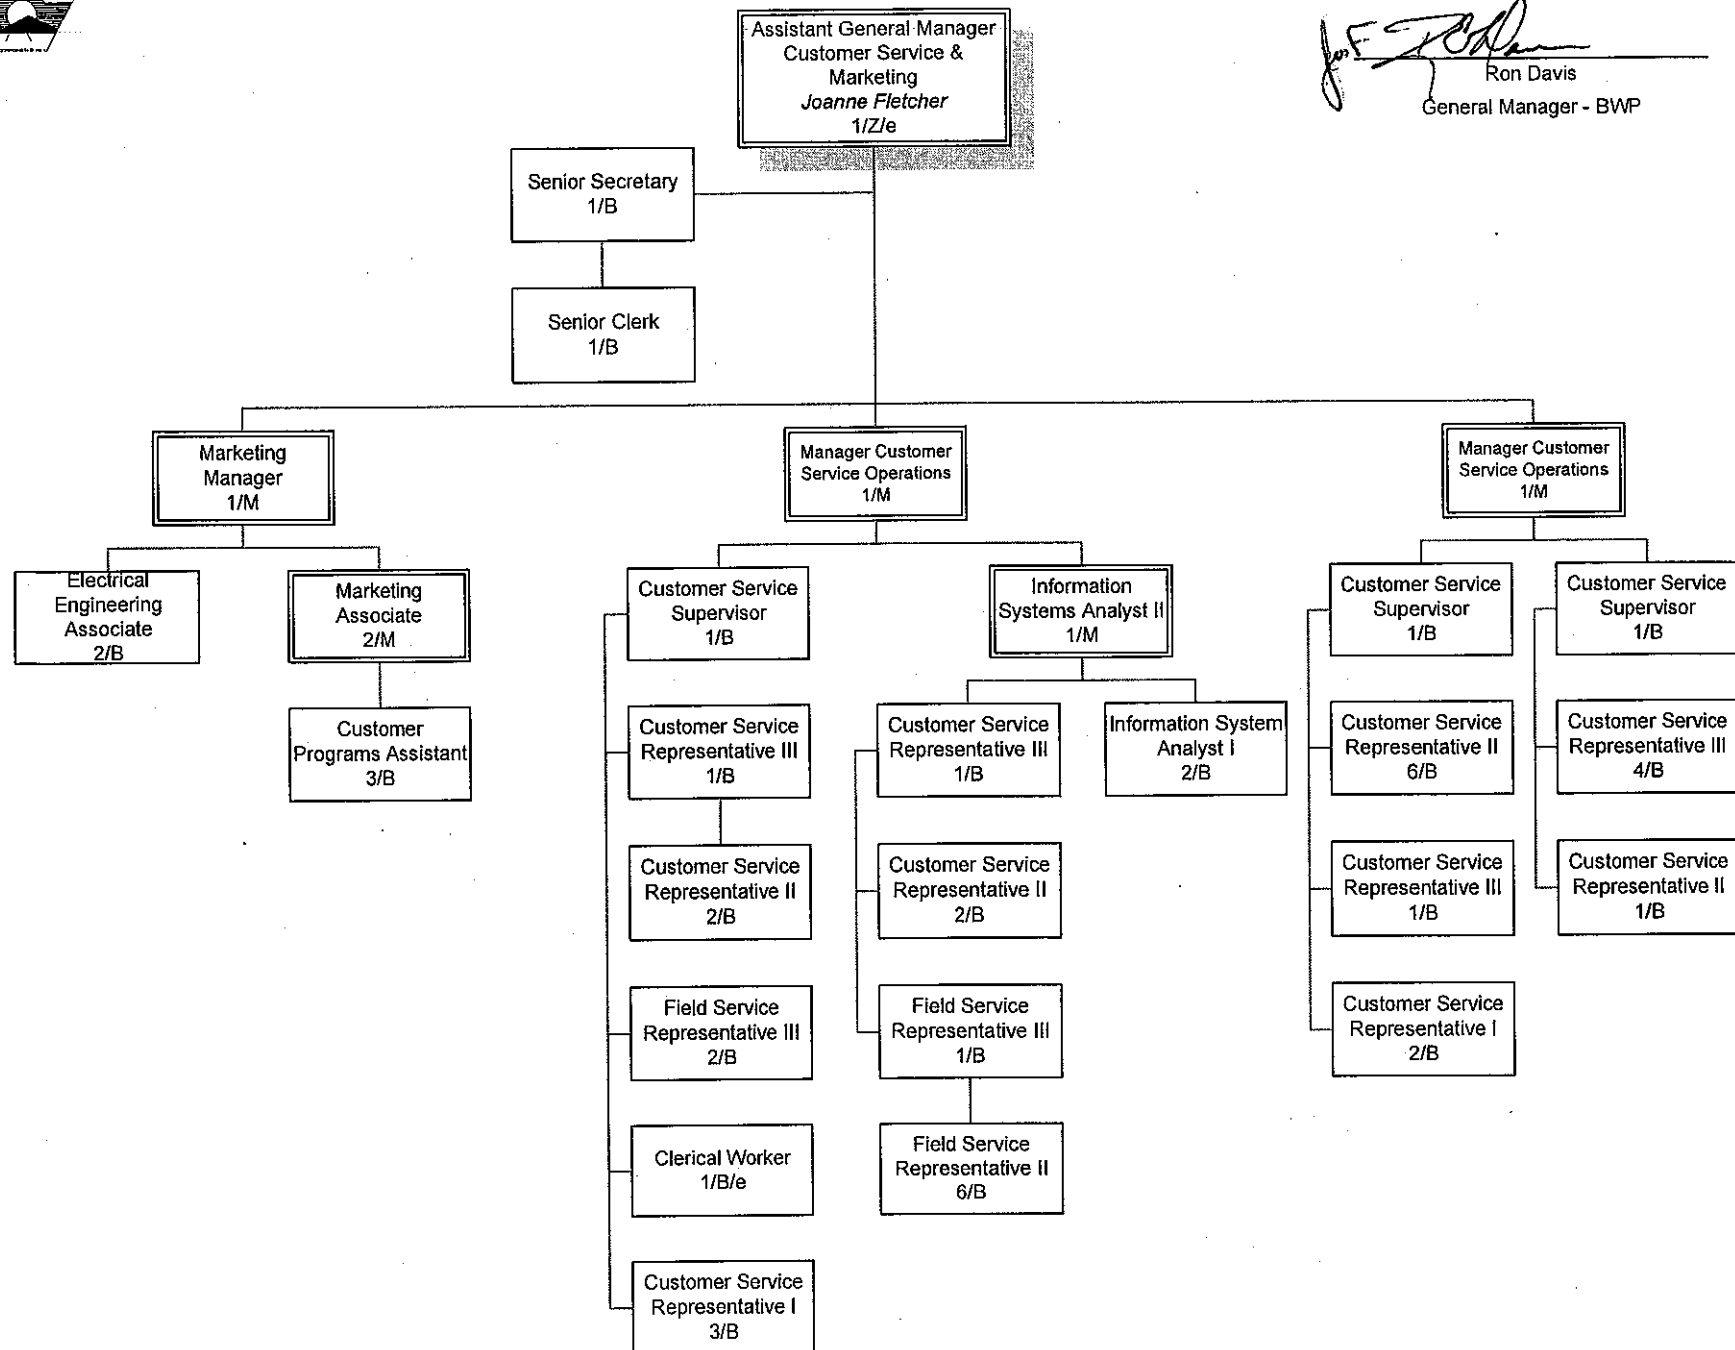 Assistant General Manager
Customer Service &
Marketing
Joanne Fletcher
1/Z/e
Ron Davis
General Manager - BWP
Senior Secretary
1/B
Senior Clerk
1/B
Marketing
Manager
1/M
Manager Customer
Service Operations
1/M
Manager Customer
Service Operations
1/M
Electrical
Engineering
Associate
2/B
Marketing
Associate
2/M
Customer
Programs Assistant
3/B
Customer Service
Supervisor
1/B
Customer Service
Representative III
1/B
Customer Service
Representative II
2/B
Field Service
Representative III
2/B
Clerical Worker
1/B/e
Customer Service
Representative I
3/B
Information
Systems Analyst II
1/M
Customer Service
Representative III
1/B
Customer Service
Representative II
2/B
Field Service
Representative III
1/B
Field Service
Representative II
6/B
Information System
Analyst I
2/B
Customer Service
Supervisor
1/B
Customer Service
Representative II
6/B
Customer Service
Representative III
1/B
Customer Service
Representative I
2/B
Customer Service
Supervisor
1/B
Customer Service
Representative III
4/B
Customer Service
Representative II
1/B